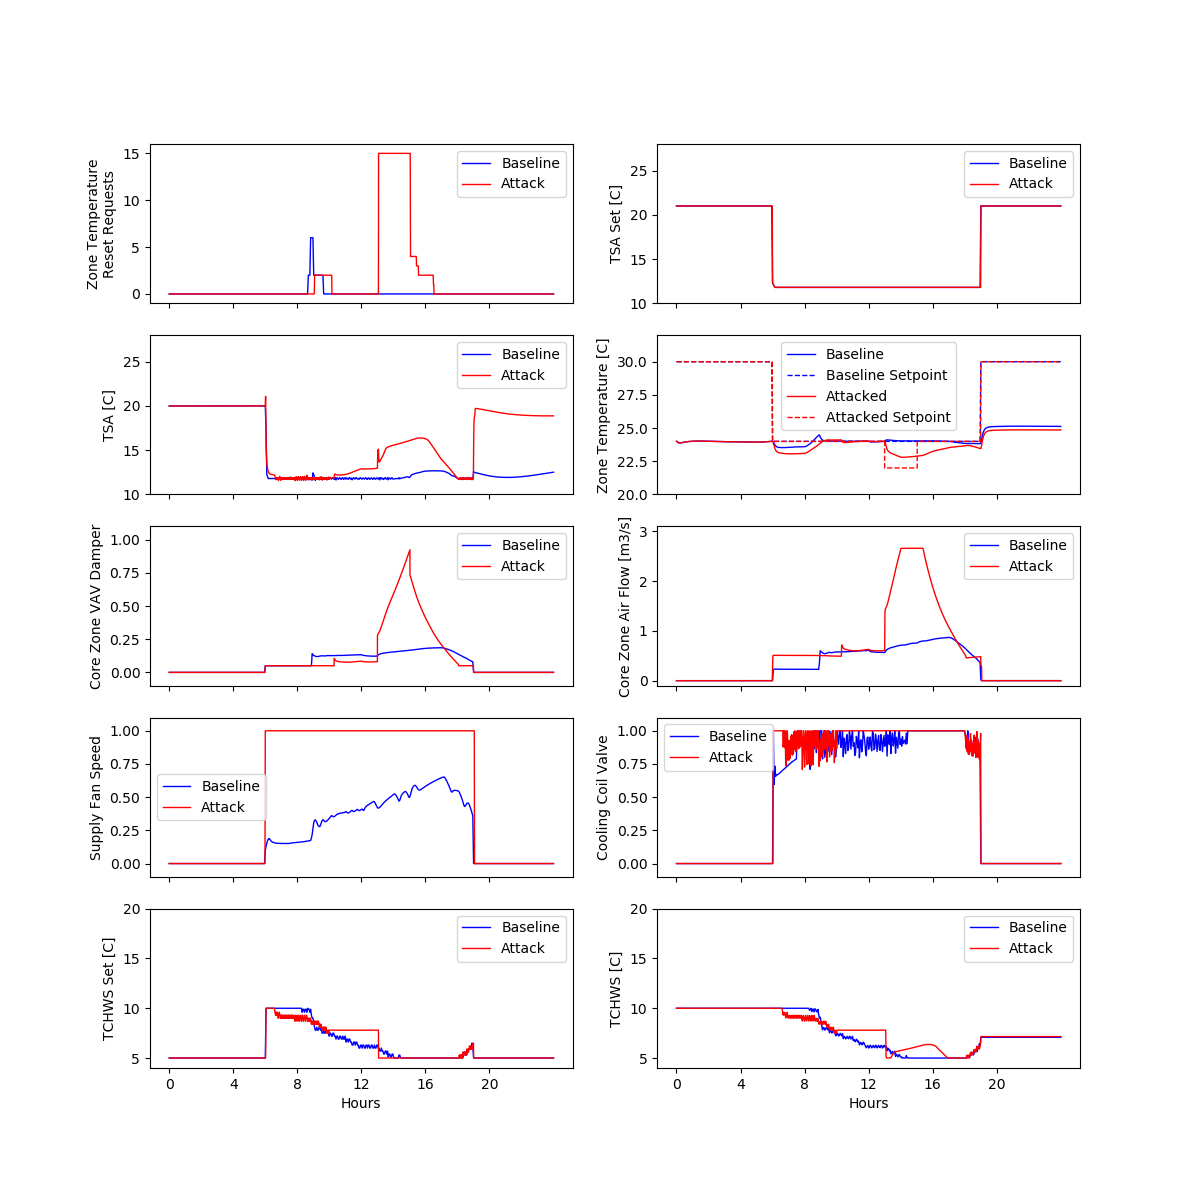 Zone Temperature
Reset Requests
15
10
5
0
Baseline
Attack
TSA Set [C]
25
20
15
10
Baseline
Attack
TSA [C]
25
20
15
10
Baseline
Attack
Zone Temperature [C]
30.0
27.5
25.0
22.5
20.0
Baseline
Baseline Setpoint
Attacked
Attacked Setpoint
Core Zone VAV Damper
1.00
0.75
0.50
0.25
0.00
Baseline
Attack
Core Zone Air Flow [m3/s]
3
2
1
0
Baseline
Attack
Supply Fan Speed
1.00
0.75
0.50
0.25
0.00
Baseline
Attack
Cooling Coil Valve
1.00
0.75
0.50
0.25
0.00
Baseline
Attack
TCHWS Set [C]
20
15
10
5
Baseline
Attack
0 4 8 12 16 20
Hours
TCHWS [C]
20
15
10
5
Baseline
Attack
0 4 8 12 16 20
Hours